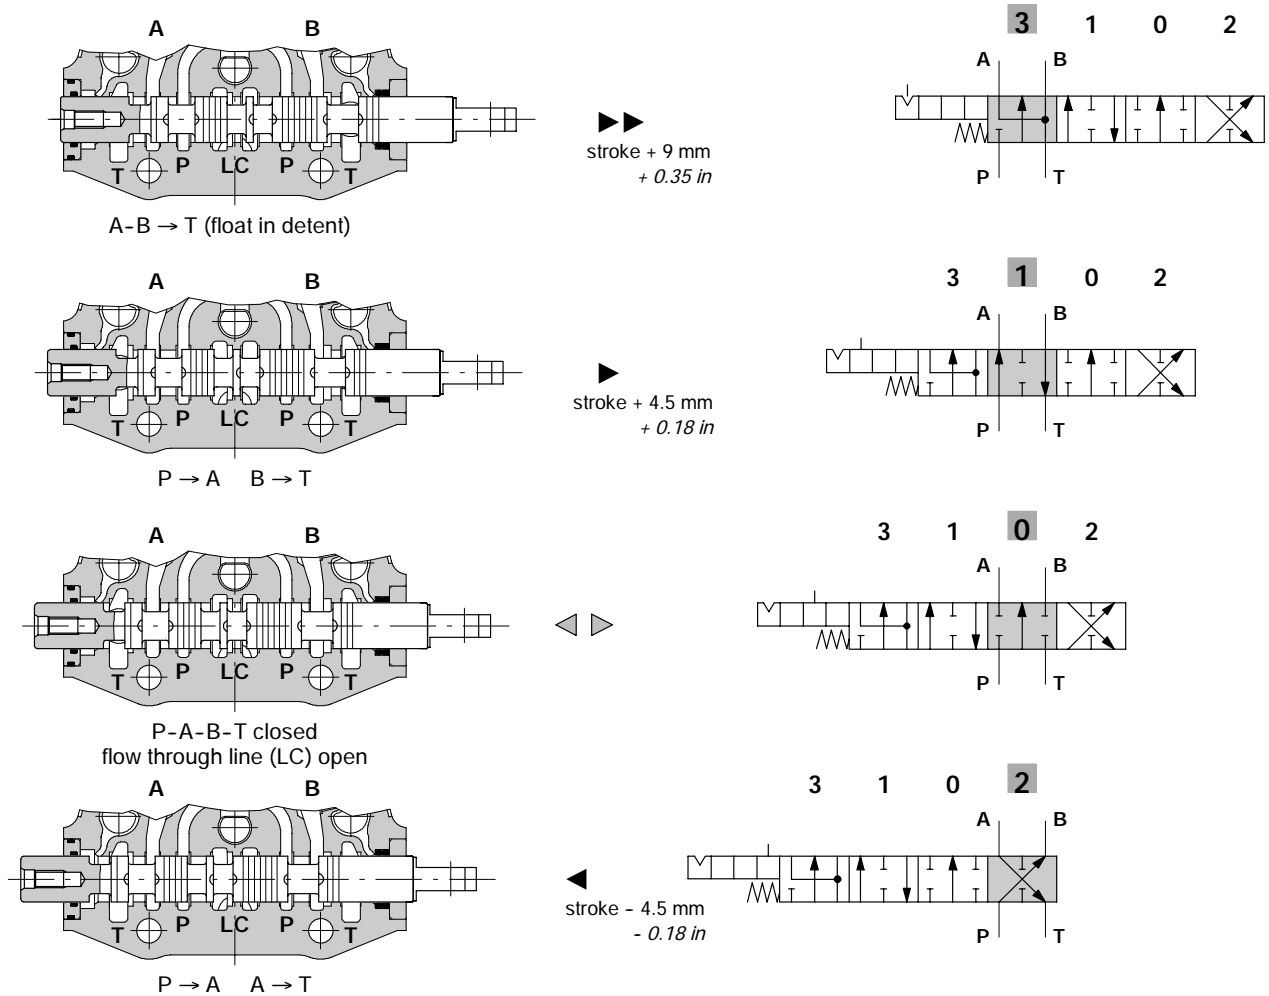 A B
3 1 0 2
A B
T P LC P T
stroke + 9 mm
+ 0.35 in
P T
A-B → T (float in detent)
A B
3 1 0 2
A B
T P LC P T
stroke + 4.5 mm
+ 0.18 in
P T
P → A B → T
A B
3 1 0 2
A B
T P LC P T
P T
P-A-B-T closed
flow through line (LC) open
A B
3 1 0 2
A B
T P LC P T
stroke - 4.5 mm
- 0.18 in
P T
P → A A → T